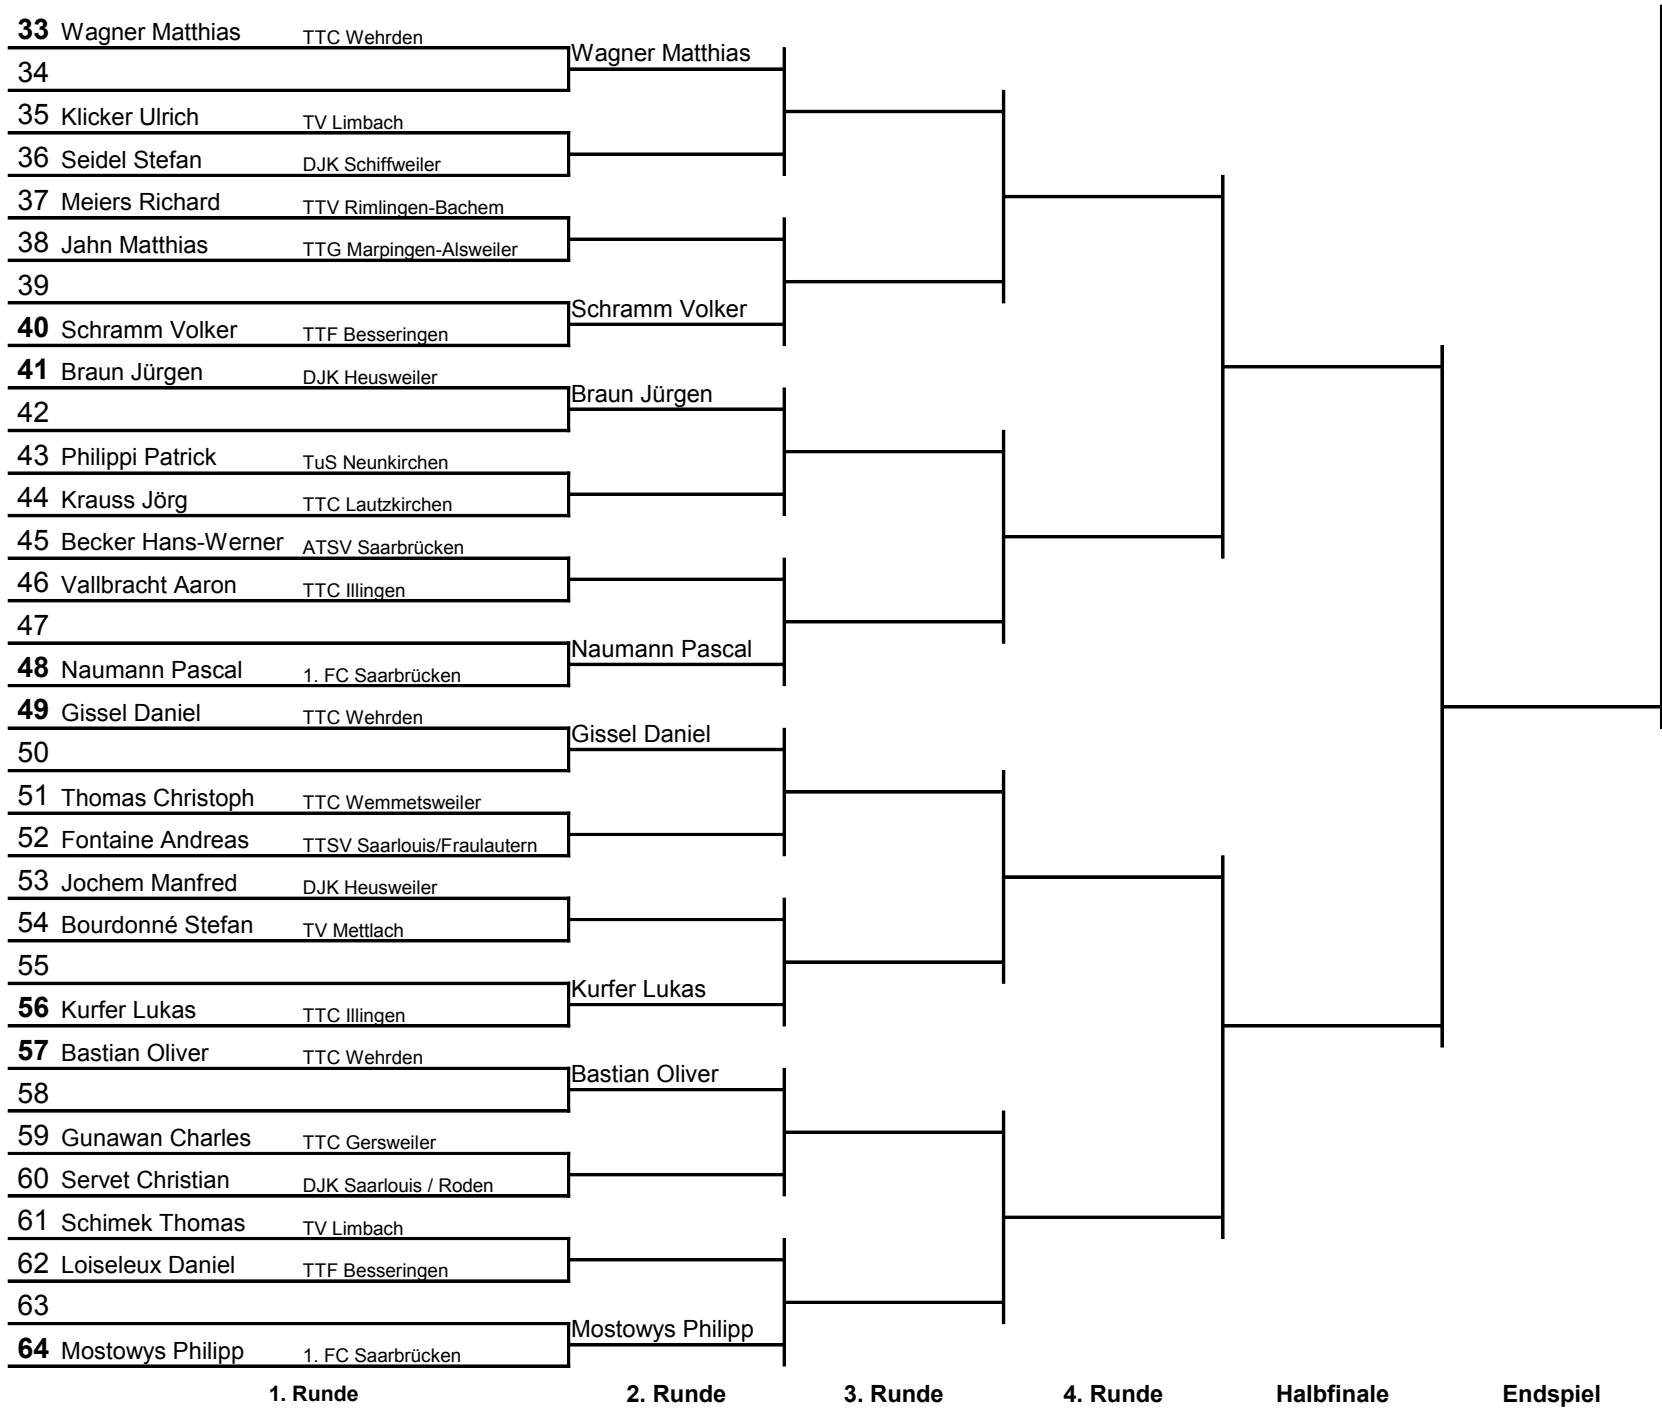 33 Wagner Matthias TTC Wehrden
Wagner Matthias
34
35 Klicker Ulrich TV Limbach
36 Seidel Stefan DJK Schiffweiler
37 Meiers Richard TTV Rimlingen-Bachem
38 Jahn Matthias TTG Marpingen-Alsweiler
39
Schramm Volker
40 Schramm Volker TTF Besseringen
41 Braun Jürgen DJK Heusweiler
Braun Jürgen
42
43 Philippi Patrick TuS Neunkirchen
44 Krauss Jörg TTC Lautzkirchen
45 Becker Hans-Werner ATSV Saarbrücken
46 Vallbracht Aaron TTC Illingen
47
Naumann Pascal
48 Naumann Pascal 1. FC Saarbrücken
49 Gissel Daniel TTC Wehrden
Gissel Daniel
50
51 Thomas Christoph TTC Wemmetsweiler
52 Fontaine Andreas TTSV Saarlouis/Fraulautern
53 Jochem Manfred DJK Heusweiler
54 Bourdonné Stefan TV Mettlach
55
Kurfer Lukas
56 Kurfer Lukas TTC Illingen
57 Bastian Oliver TTC Wehrden
Bastian Oliver
58
59 Gunawan Charles TTC Gersweiler
60 Servet Christian DJK Saarlouis / Roden
61 Schimek Thomas TV Limbach
62 Loiseleux Daniel TTF Besseringen
63
Mostowys Philipp
64 Mostowys Philipp 1. FC Saarbrücken
1. Runde 2. Runde 3. Runde 4. Runde Halbfinale Endspiel